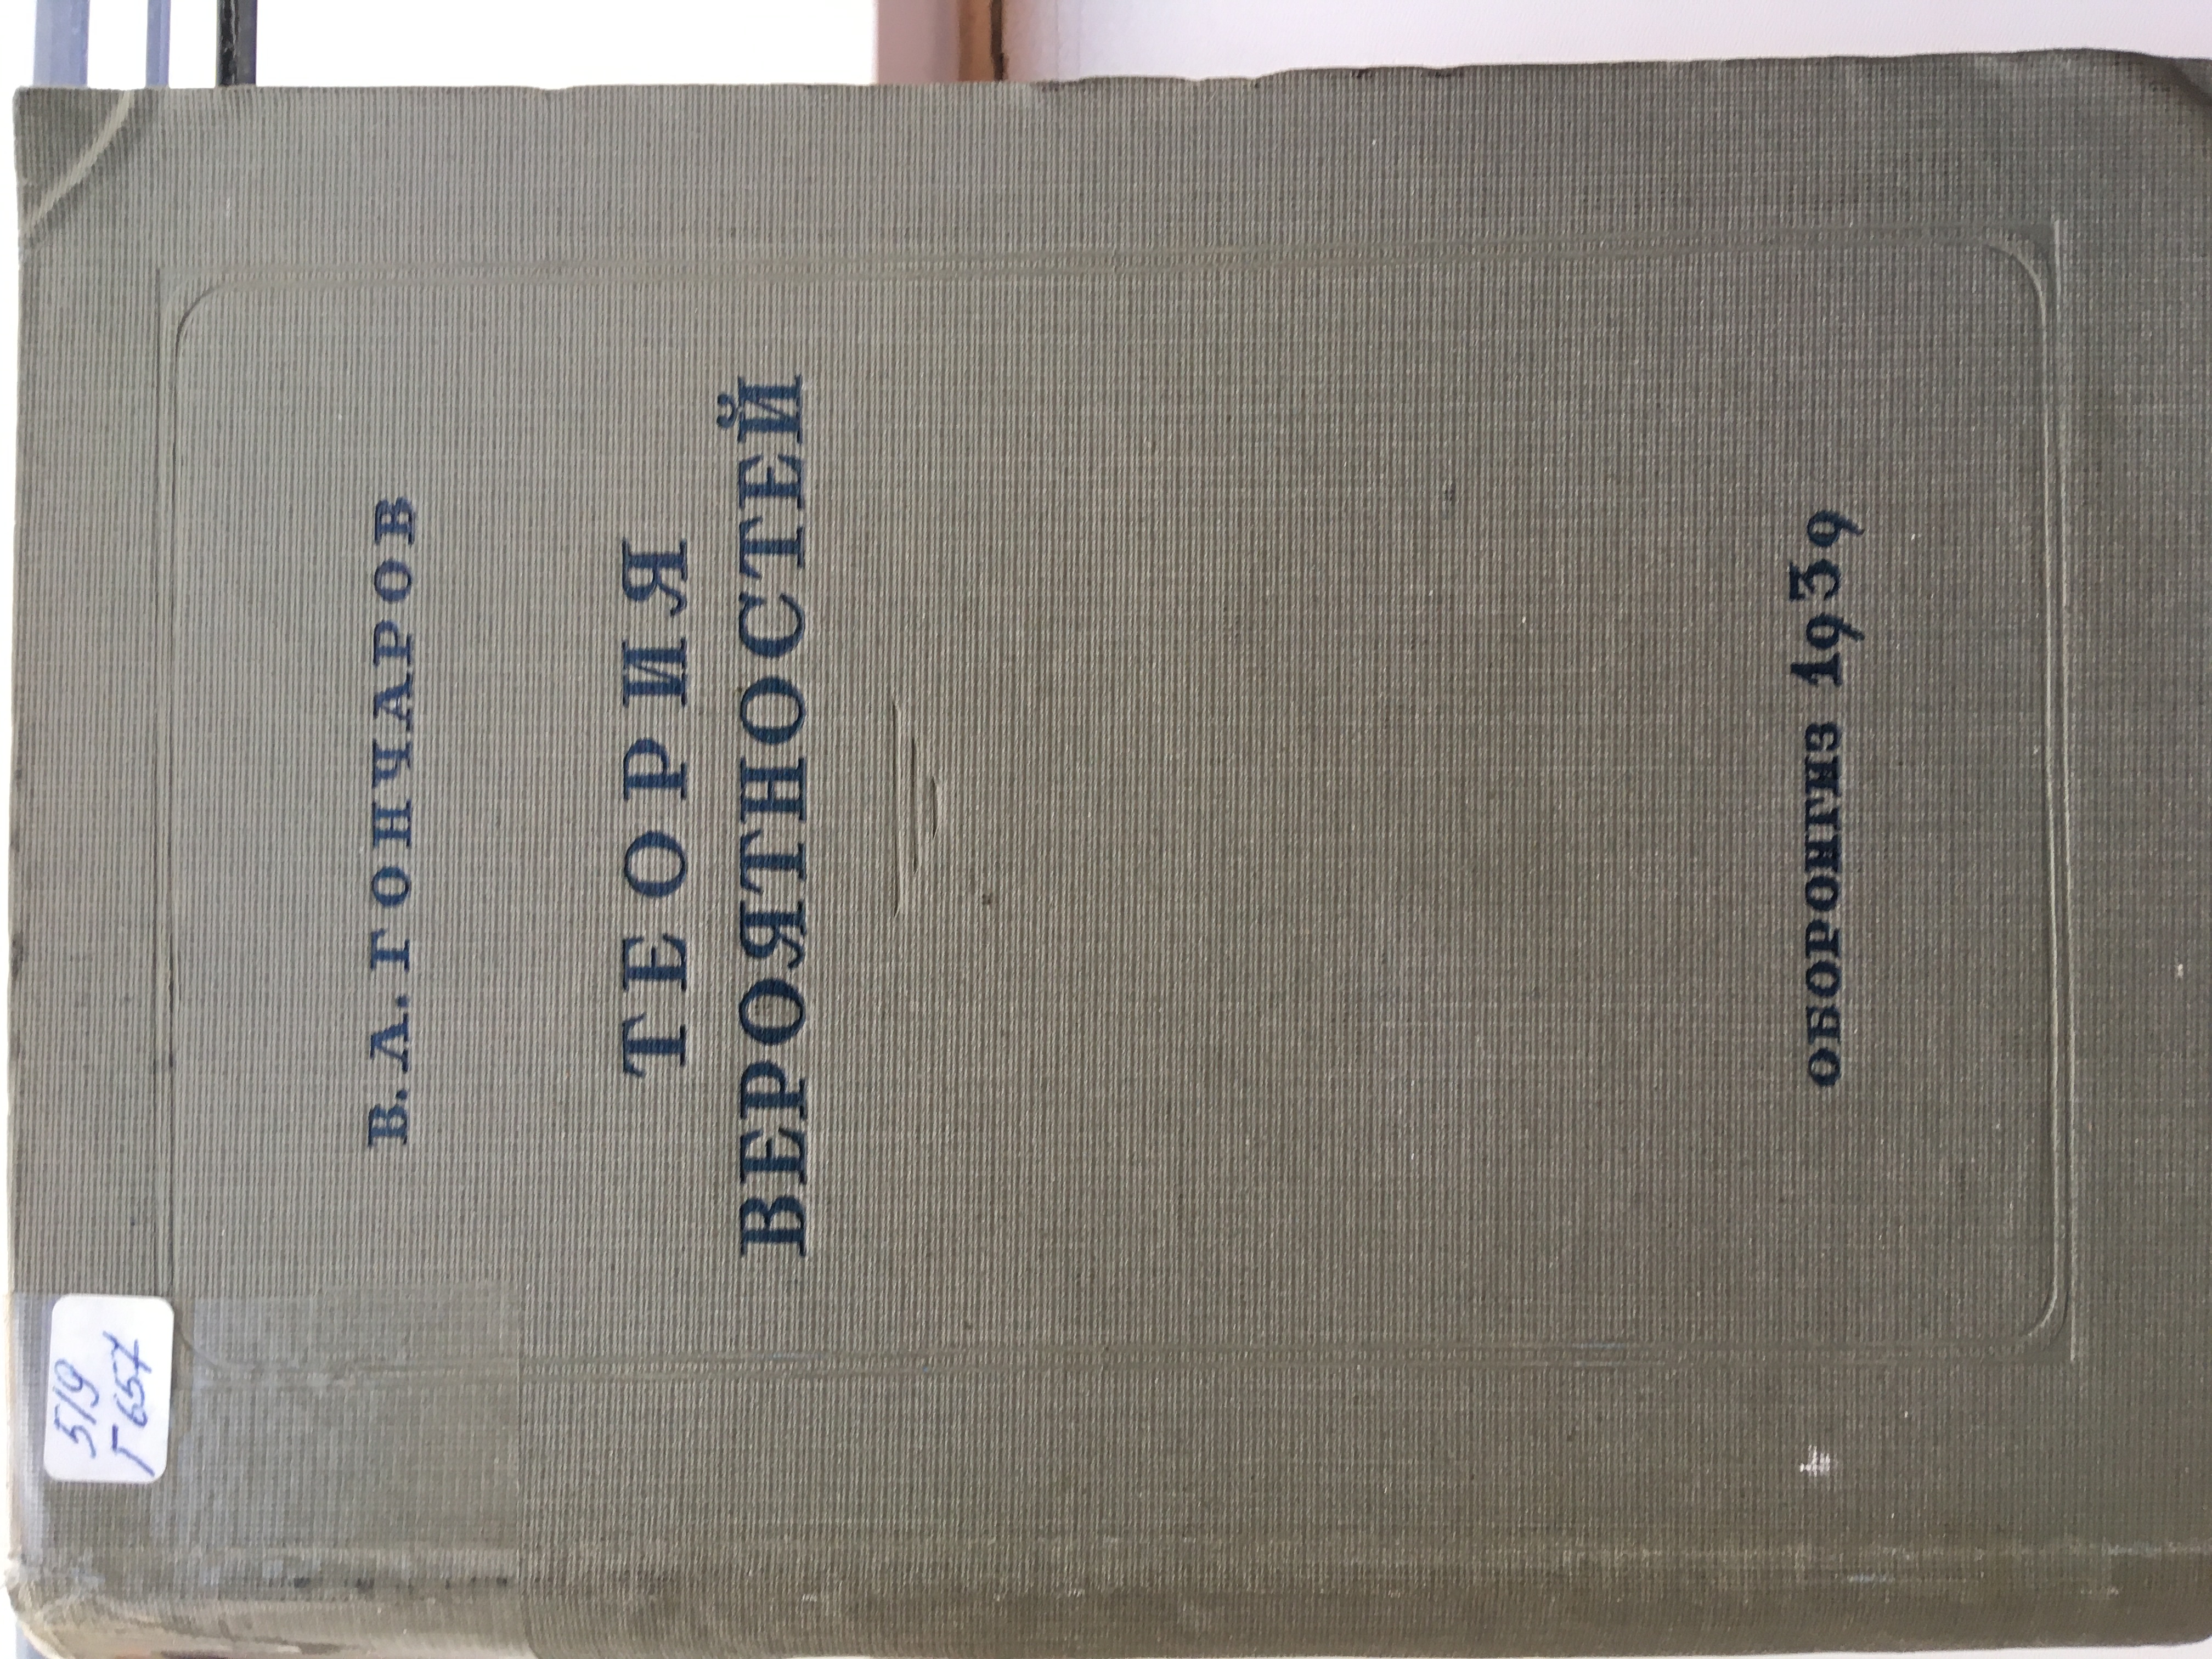 519
Г 657
В. Л. ГОНЧАРОВ
ТЕОРИЯ
ВЕРОЯТНОСТЕЙ
ОБОРОНГИЗ 1939